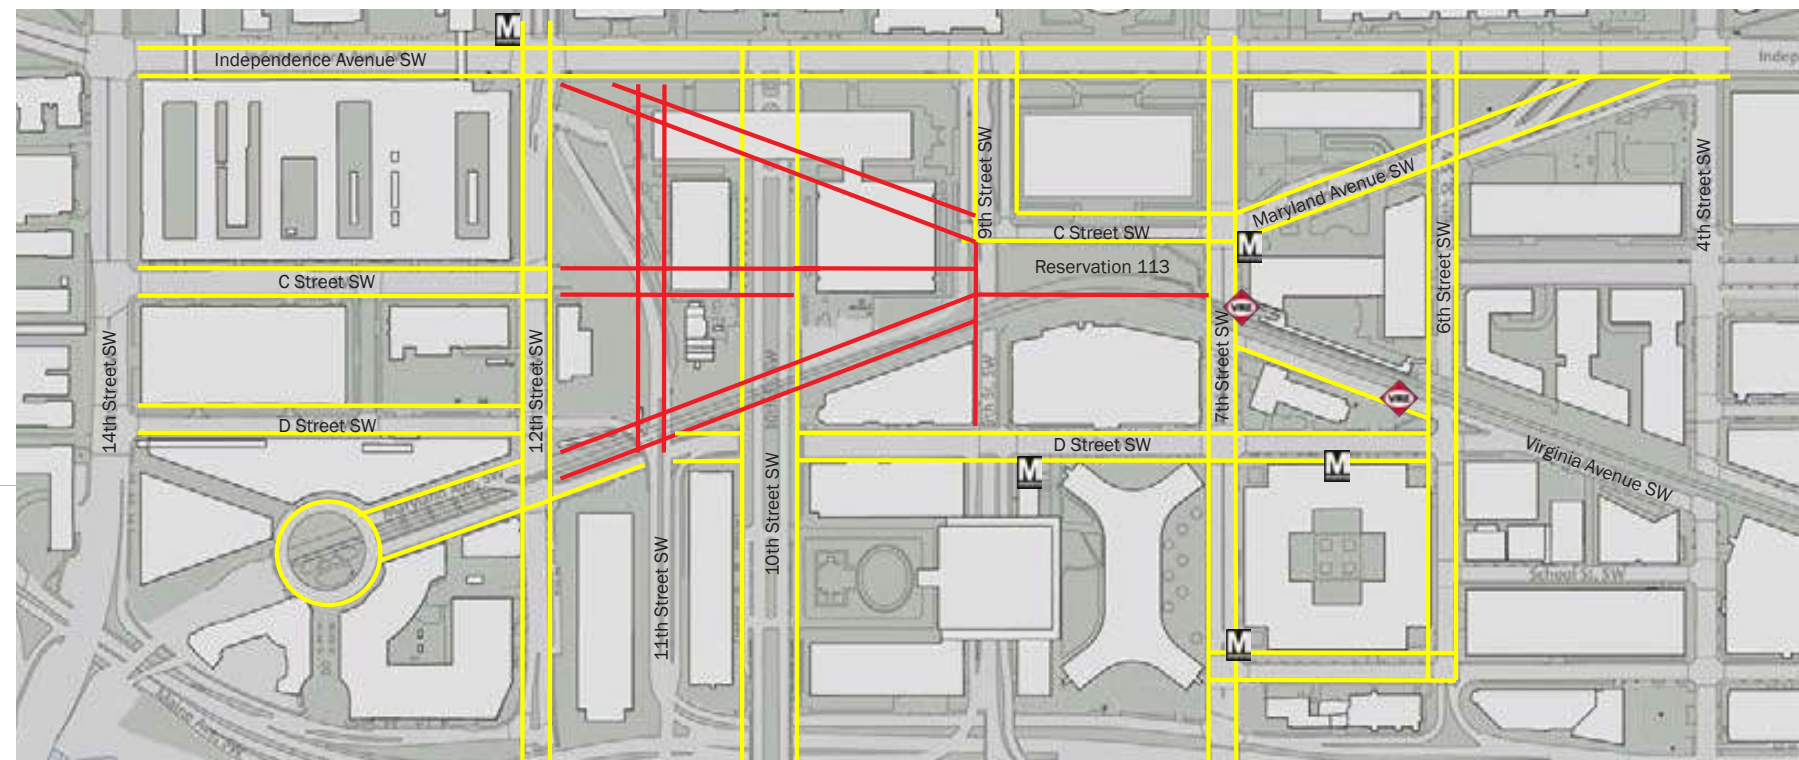 M
Independence Avenue SW
Indep
9th Street SW
4th Street SW
Maryland Avenue SW
C Street SW
M
Reservation 113
6th Street SW
C Street SW
VRE
14th Street SW
12th Street SW
7th Street SW
VRE
D Street SW
D Street SW
M
M
Virginia Avenue SW
10th Street SW
11th Street SW
School St. SW
M